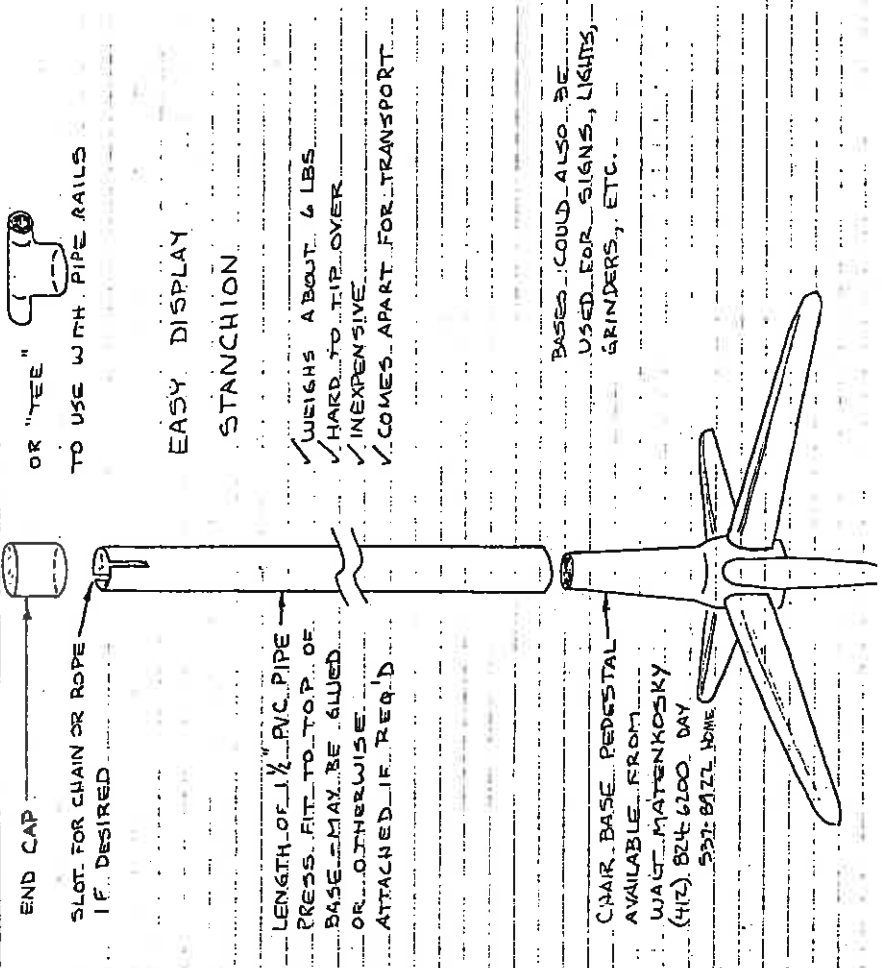 END CAP
OR "TEE"
TO USE WITH PIPE RAILS
SLOT FOR CHAIN OR ROPE
IF DESIRED
EASY DISPLAY
STANCHION
LENGTH OF 1½" PVC PIPE
PRESS FIT TO TOP OF
BASE - MAY BE GLUED
OR OTHERWISE
ATTACHED IF REQ'D
✓ WEIGHS ABOUT 6 LBS
✓ HARD TO TIP OVER
✓ INEXPENSIVE
✓ COMES APART FOR TRANSPORT
CHAIR BASE PEDESTAL
AVAILABLE FROM
WALT MATENKOSKY
(412) 824-6200 DAY
537-8922 HOME
BASES COULD ALSO BE
USED FOR SIGNS, LIGHTS,
GRINDERS, ETC.